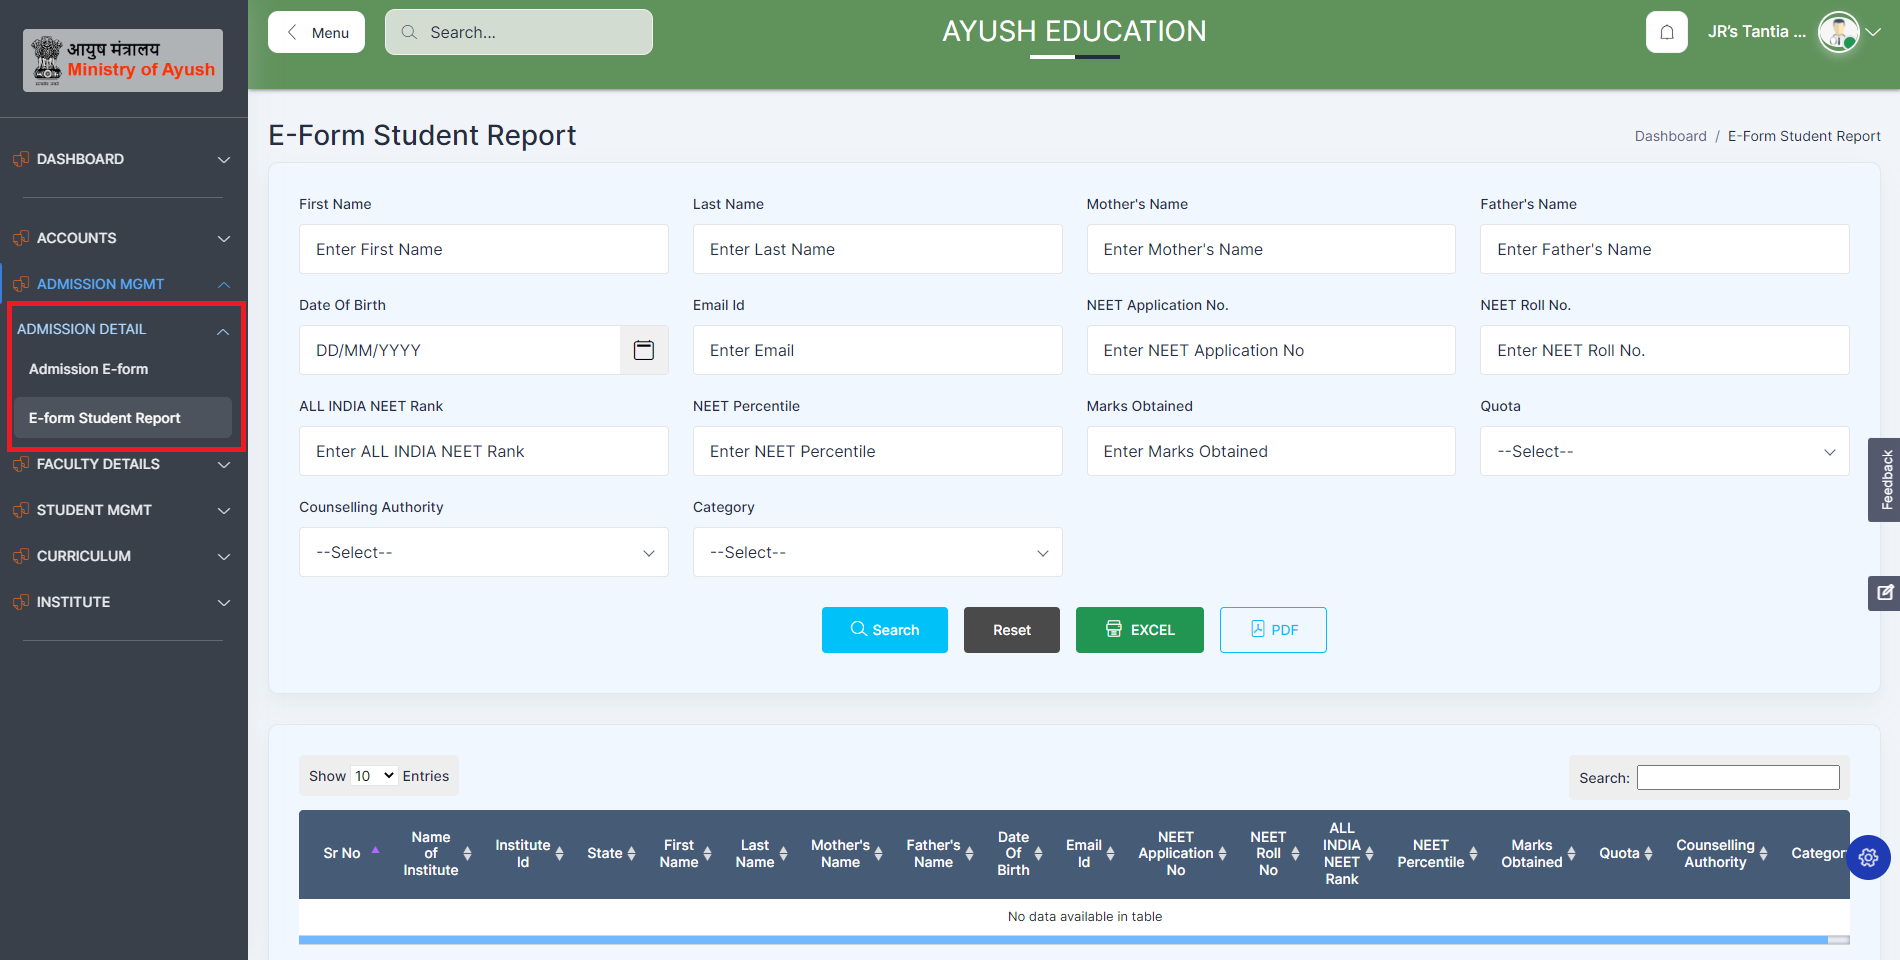 आयुष मंत्रालय
Ministry of Ayush
Menu
Search...
AYUSH EDUCATION
JR's Tantia ...
DASHBOARD
ACCOUNTS
ADMISSION MGMT
ADMISSION DETAIL
Admission E-form
E-form Student Report
FACULTY DETAILS
STUDENT MGMT
CURRICULUM
INSTITUTE
E-Form Student Report
Dashboard / E-Form Student Report
First Name
Last Name
Mother's Name
Father's Name
Enter First Name
Enter Last Name
Enter Mother's Name
Enter Father's Name
Date Of Birth
Email Id
NEET Application No.
NEET Roll No.
DD/MM/YYYY
Enter Email
Enter NEET Application No
Enter NEET Roll No.
ALL INDIA NEET Rank
NEET Percentile
Marks Obtained
Quota
Enter ALL INDIA NEET Rank
Enter NEET Percentile
Enter Marks Obtained
--Select--
Counselling Authority
Category
--Select--
--Select--
Search
Reset
EXCEL
PDF
Feedback
Show 10 Entries
Search:
Sr No
Name
of
Institute
Institute
Id
State
First
Name
Last
Name
Mother's
Name
Father's
Name
Date
Of
Birth
Email
Id
NEET
Application
No
NEET
Roll
No
ALL
INDIA
NEET
Rank
NEET
Percentile
Marks
Obtained
Quota
Counselling
Authority
Categor
No data available in table